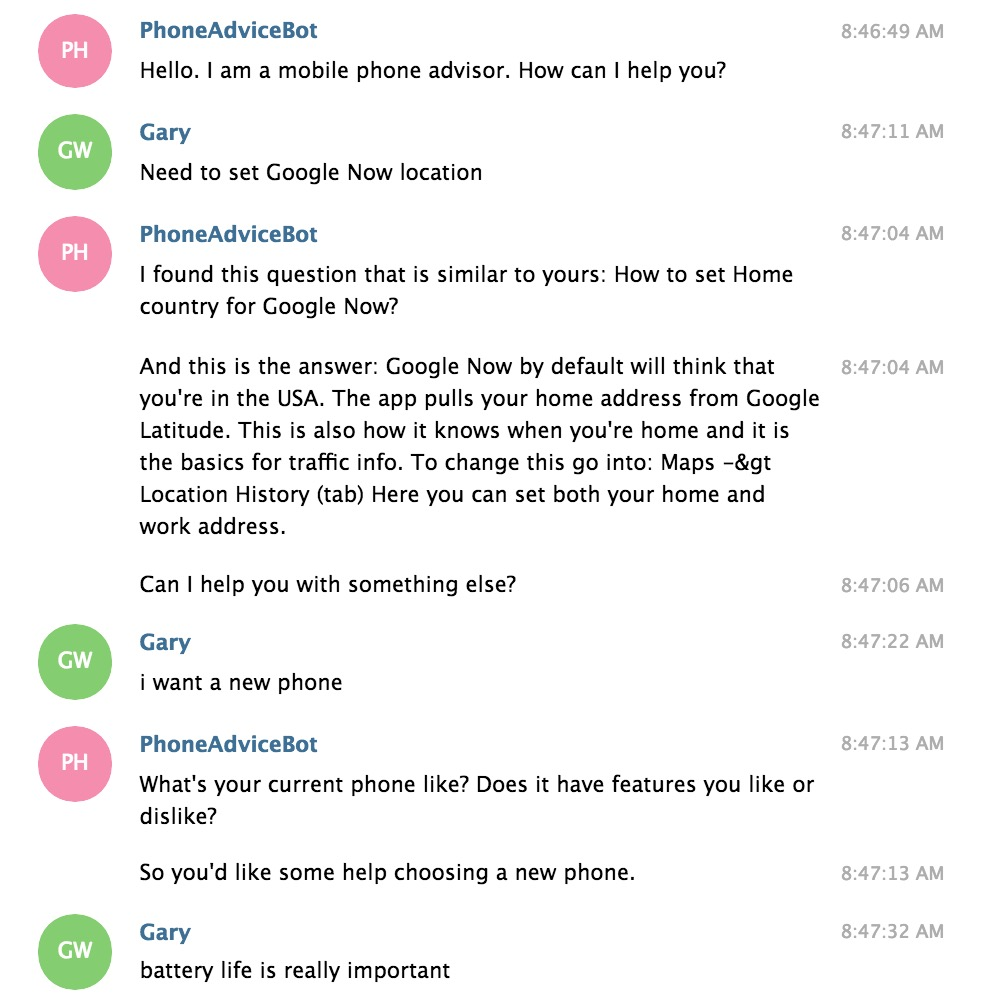 PH
PhoneAdviceBot 8:46:49 AM
Hello. I am a mobile phone advisor. How can I help you?
GW
Gary 8:47:11 AM
Need to set Google Now location
PH
PhoneAdviceBot 8:47:04 AM
I found this question that is similar to yours: How to set Home
country for Google Now?
And this is the answer: Google Now by default will think that 8:47:04 AM
you're in the USA. The app pulls your home address from Google
Latitude. This is also how it knows when you're home and it is
the basics for traffic info. To change this go into: Maps –&gt
Location History (tab) Here you can set both your home and
work address.
Can I help you with something else? 8:47:06 AM
GW
Gary 8:47:22 AM
i want a new phone
PH
PhoneAdviceBot 8:47:13 AM
What's your current phone like? Does it have features you like or
dislike?
So you'd like some help choosing a new phone. 8:47:13 AM
GW
Gary 8:47:32 AM
battery life is really important